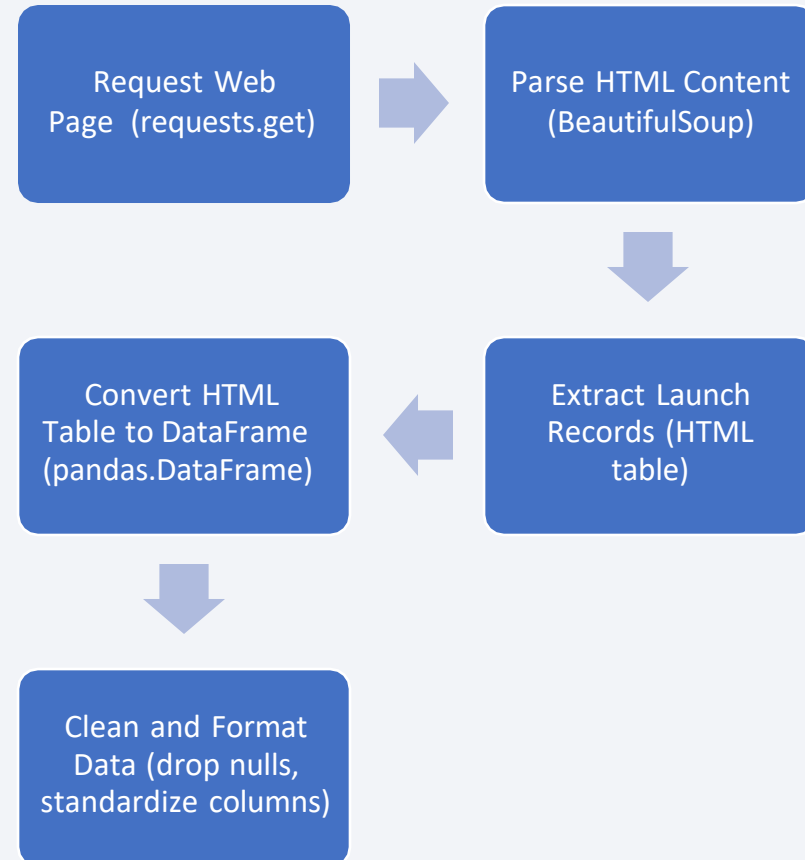 Request Web
Page (requests.get)
Parse HTML Content
(BeautifulSoup)
Extract Launch
Records (HTML
table)
Convert HTML
Table to DataFrame
(pandas.DataFrame)
Clean and Format
Data (drop nulls,
standardize columns)